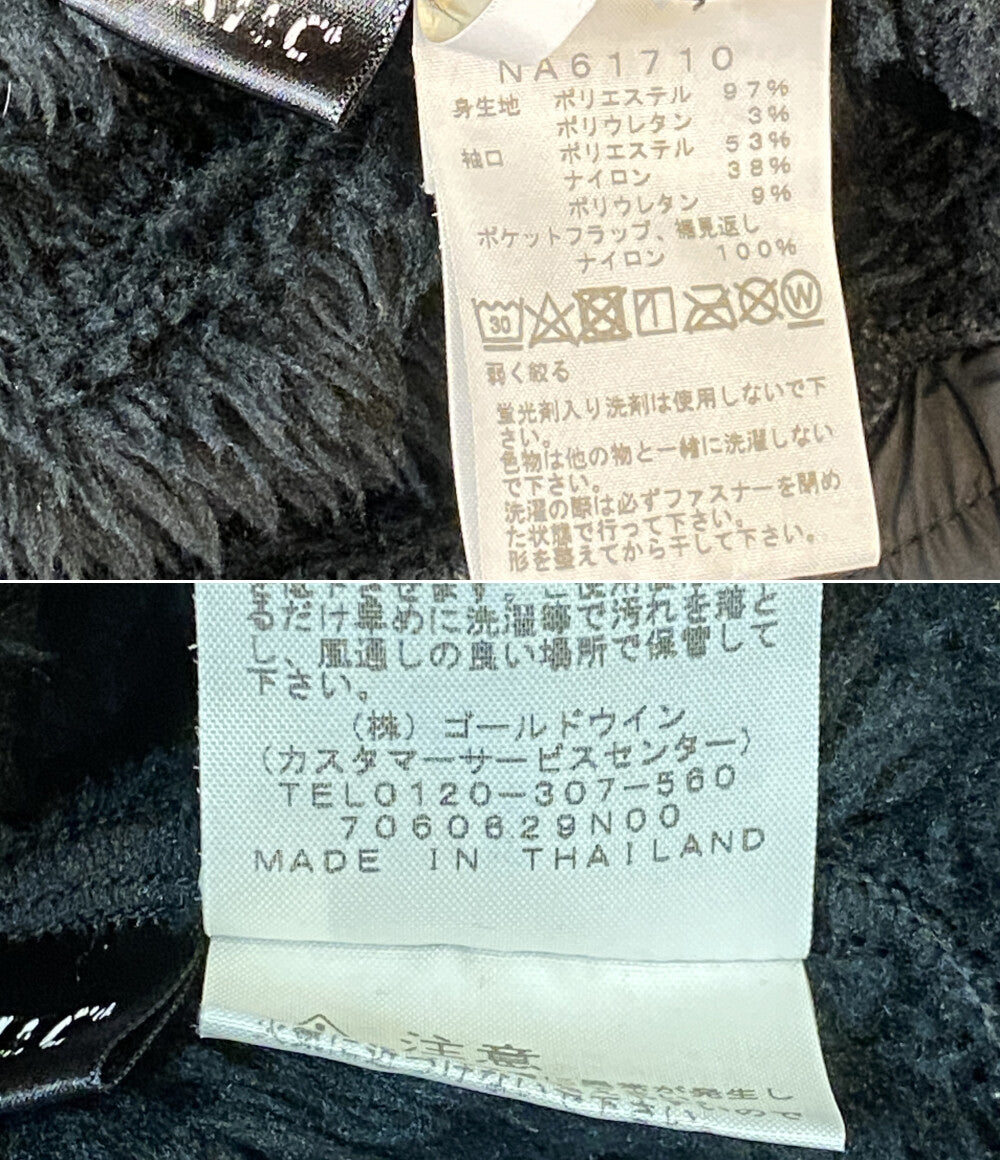 NA61710
身生地 ポリエステル 97%
ポリウレタン 3%
袖口 ポリエステル 53%
ナイロン 38%
ポリウレタン 9%
ポケットフラップ、裾見返し
ナイロン 100%
30 W
弱く絞る
蛍光剤入り洗剤は使用しないで下
さい。
色物は他の物と一緒に洗濯しない
で下さい。
洗濯の際は必ずファスナーを閉め
た状態で行って下さい。
形を整えてから干して下さい。
るだけ早めに洗濯等で汚れを落と
し、風通しの良い場所で保管して
下さい。
(株) ゴールドウイン
(カスタマーサービスセンター)
TEL0120-307-560
7060629N00
MADE IN THAILAND
注意